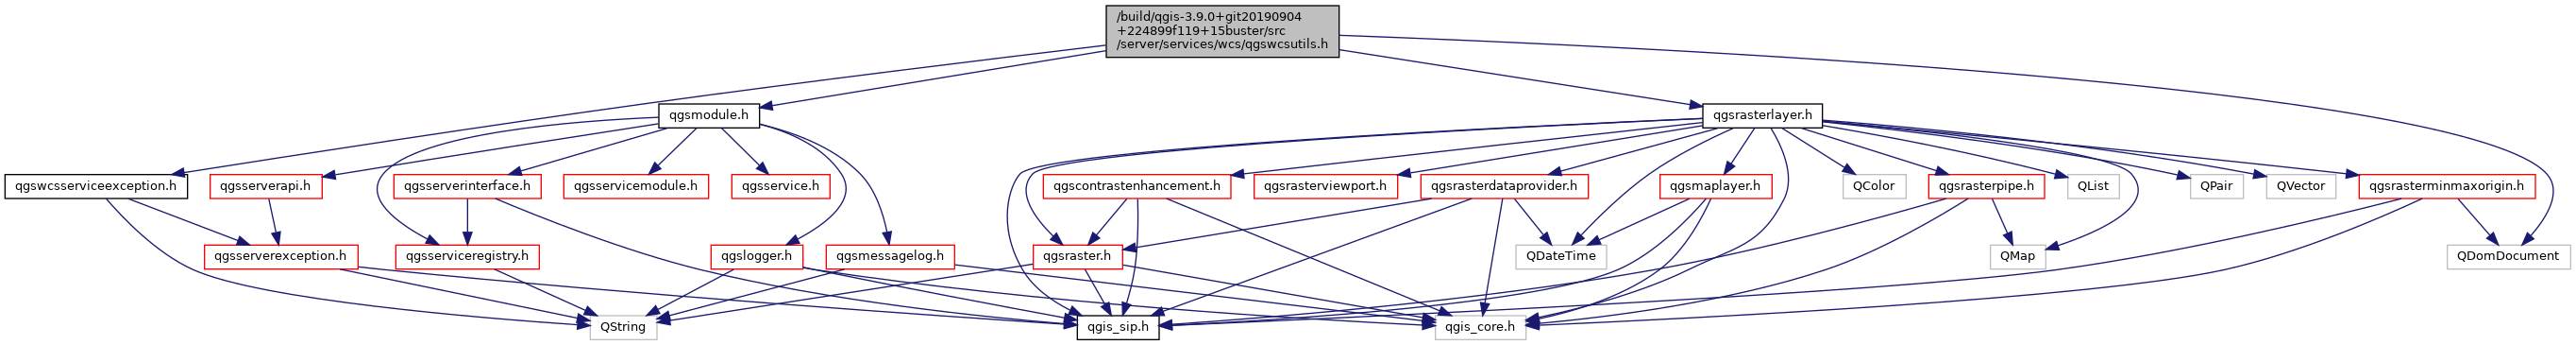 /build/qgis-3.9.0+git20190904
+224899f119+15buster/src
/server/services/wcs/qgswcsutils.h
qgsmodule.h
qgsrasterlayer.h
qgswcsserviceexception.h
qgsserverapi.h
qgsserverinterface.h
qgsservicemodule.h
qgsservice.h
qgscontrastenhancement.h
qgsrasterviewport.h
qgsrasterdataprovider.h
qgsmaplayer.h
QColor
qgsrasterpipe.h
QList
QPair
QVector
qgsrasterminmaxorigin.h
qgsserverexception.h
qgsserviceregistry.h
qgslogger.h
qgsmessagelog.h
qgsraster.h
QDateTime
QMap
QDomDocument
QString
qgis_sip.h
qgis_core.h